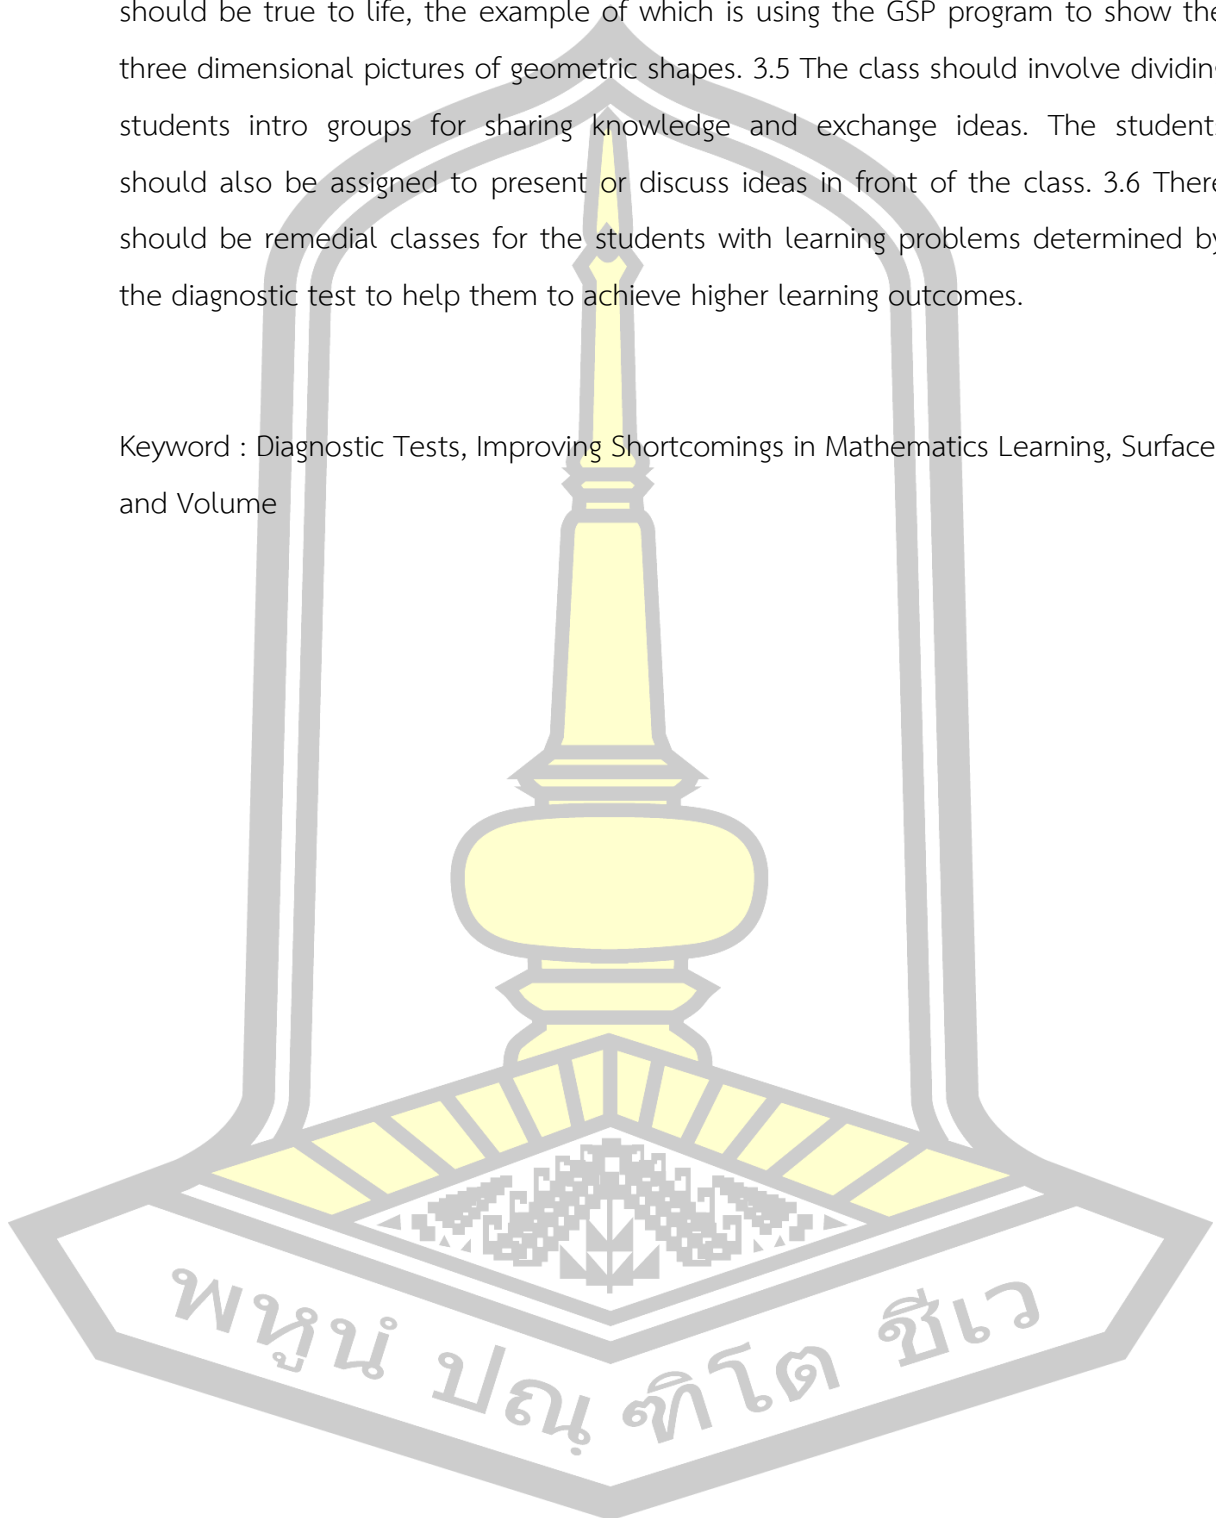 should be true to life, the example of which is using the GSP program to show the
three dimensional pictures of geometric shapes. 3.5 The class should involve dividin
students intro groups for sharing knowledge and exchange ideas. The student
should also be assigned to present or discuss ideas in front of the class. 3.6 There
should be remedial classes for the students with learning problems determined by
the diagnostic test to help them to achieve higher learning outcomes.
Keyword : Diagnostic Tests, Improving Shortcomings in Mathematics Learning, Surface
and Volume
พหูนํ ปณฺฑิโต ชีเว